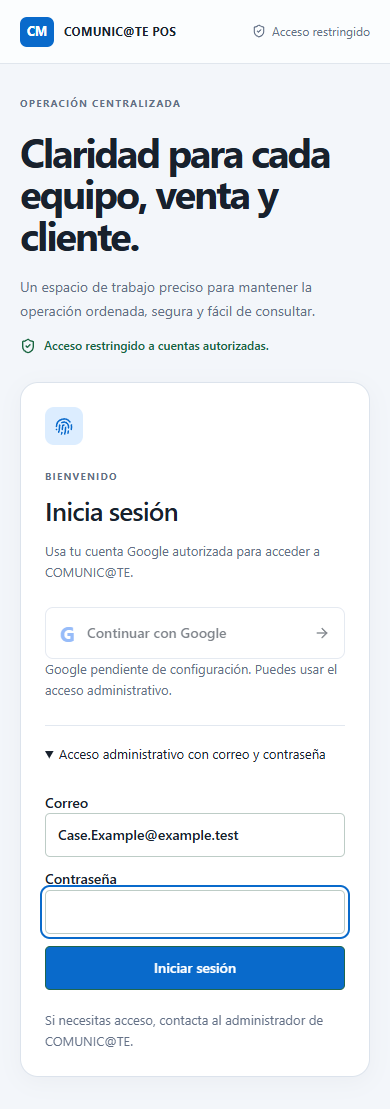 CM COMUNIC@TE POS Acceso restringido
OPERACIÓN CENTRALIZADA
Claridad para cada
equipo, venta y
cliente.
Un espacio de trabajo preciso para mantener la
operación ordenada, segura y fácil de consultar.
Acceso restringido a cuentas autorizadas.
BIENVENIDO
Inicia sesión
Usa tu cuenta Google autorizada para acceder a
COMUNIC@TE.
G Continuar con Google →
Google pendiente de configuración. Puedes usar el
acceso administrativo.
▼ Acceso administrativo con correo y contraseña
Correo
Case.Example@example.test
Contraseña
Iniciar sesión
Si necesitas acceso, contacta al administrador de
COMUNIC@TE.